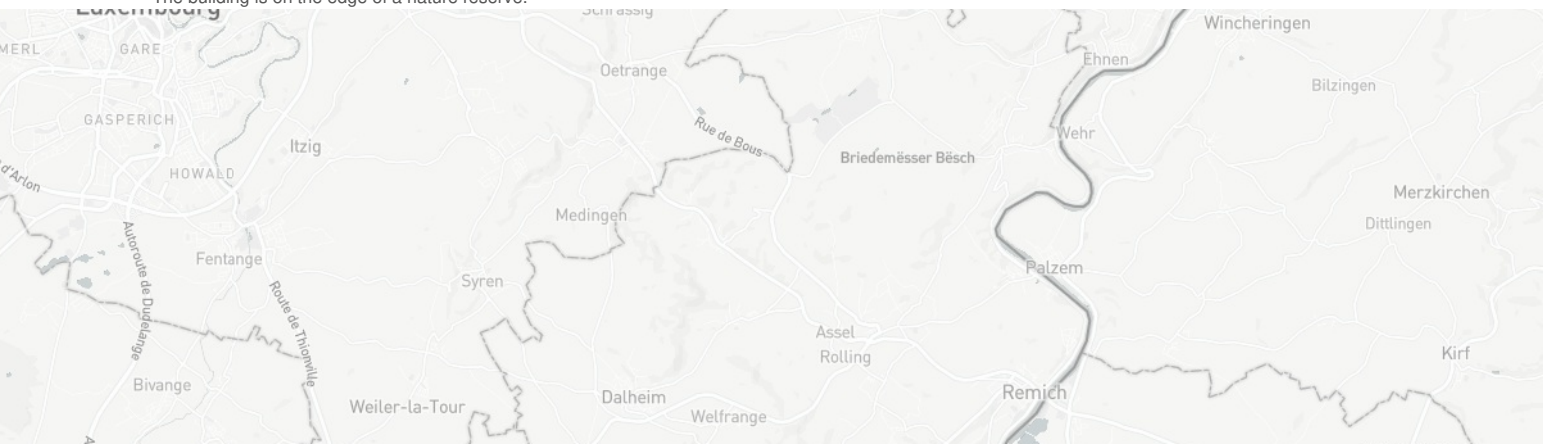 The building is on the edge of a nature reserve.
Luxembourg
Schrassig
Wincheringen
MERL
GARE
Ehnen
Oetrange
Bilzingen
GASPERICH
Rue de Bous
Wehr
Itzig
Briedemësser Bësch
d'Arlon
HOWALD
Merzkirchen
Medingen
Dittlingen
Autoroute de Dudelange
Fentange
Palzem
Syren
Route de Thionville
Assel
Rolling
Kirf
Bivange
Remich
Dalheim
Weiler-la-Tour
Welfrange
A